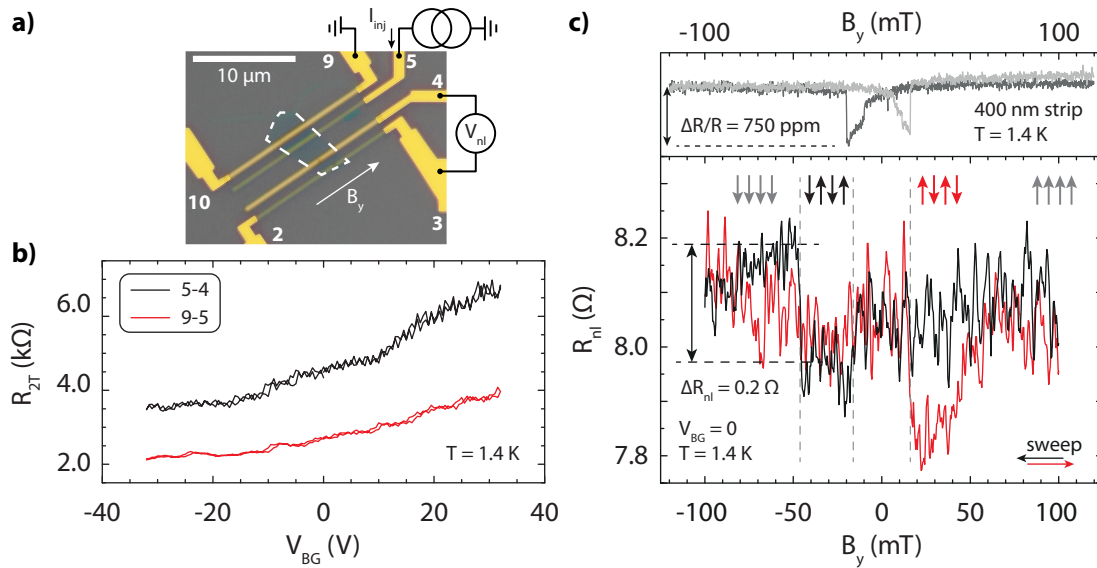 a)
I_inj
10 μm
9
5
4
V_nl
B_y
10
2
3
b)
5-4
9-5
R_2T (kΩ)
6.0
4.0
2.0
T = 1.4 K
-40
-20
0
20
40
V_BG (V)
c)
B_y (mT)
-100
100
ΔR/R = 750 ppm
400 nm strip
T = 1.4 K
8.2
8.0
7.8
R_nl (Ω)
ΔR_nl = 0.2 Ω
V_BG = 0
T = 1.4 K
sweep
-100
-50
0
50
100
B_y (mT)